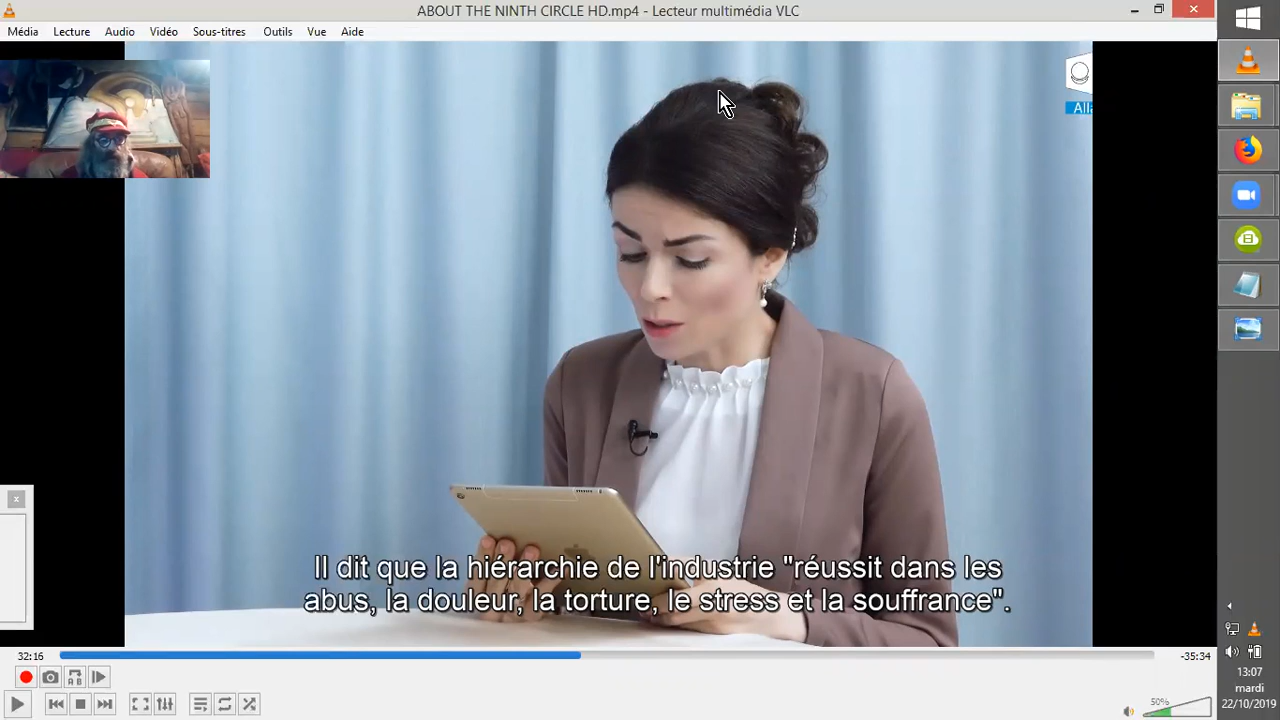 ABOUT THE NINTH CIRCLE HD.mp4 - Lecteur multimédia VLC
Média Lecture Audio Vidéo Sous-titres Outils Vue Aide
Il dit que la hiérarchie de l'industrie "réussit dans les
abus, la douleur, la torture, le stress et la souffrance".
32:16
-35:34
50%
13:07
mardi
22/10/2019